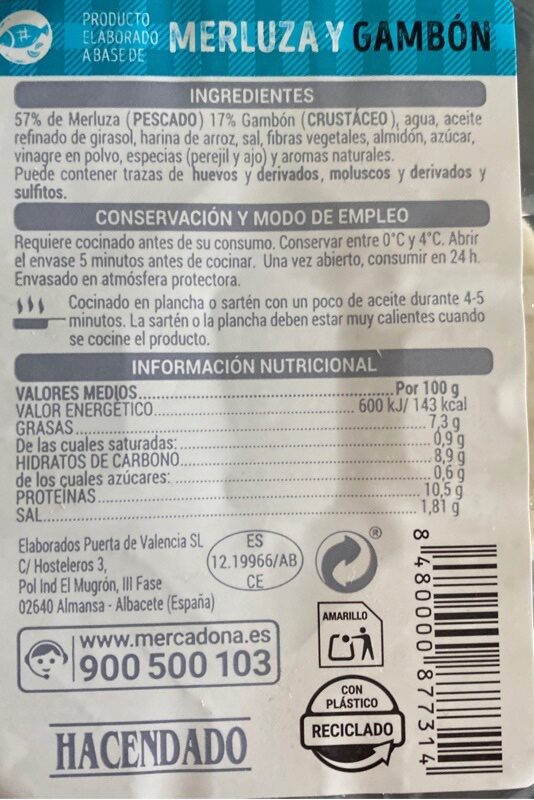 PRODUCTO
ELABORADO
A BASE DE
MERLUZA Y GAMBÓN
INGREDIENTES
57% de Merluza (PESCADO) 17% Gambón (CRUSTÁCEO), agua, aceite
refinado de girasol, harina de arroz, sal, fibras vegetales, almidón, azúcar,
vinagre en polvo, especias (perejil y ajo) y aromas naturales.
Puede contener trazas de huevos y derivados, moluscos y derivados y
sulfitos.
CONSERVACIÓN Y MODO DE EMPLEO
Requiere cocinado antes de su consumo. Conservar entre 0°C y 4°C. Abrir
el envase 5 minutos antes de cocinar. Una vez abierto, consumir en 24 h.
Envasado en atmósfera protectora.
Cocinado en plancha o sartén con un poco de aceite durante 4-5
minutos. La sartén o la plancha deben estar muy calientes cuando
se cocine el producto.
INFORMACIÓN NUTRICIONAL
VALORES MEDIOS.....Por 100 g
VALOR ENERGÉTICO..... 600 kJ/ 143 kcal
GRASAS.....7,3 g
De las cuales saturadas:.....0,9 g
HIDRATOS DE CARBONO.....8,9 g
de los cuales azúcares:.....0,6 g
PROTEÍNAS.....10,5 g
SAL.....1,81 g
Elaborados Puerta de Valencia SL
C/ Hosteleros 3,
Pol Ind El Mugrón, III Fase
02640 Almansa - Albacete (España)
ES
12.19966/AB
CE
®
www.mercadona.es
900 500 103
AMARILLO
CON
PLÁSTICO
RECICLADO
HACENDADO
8 480000 877314